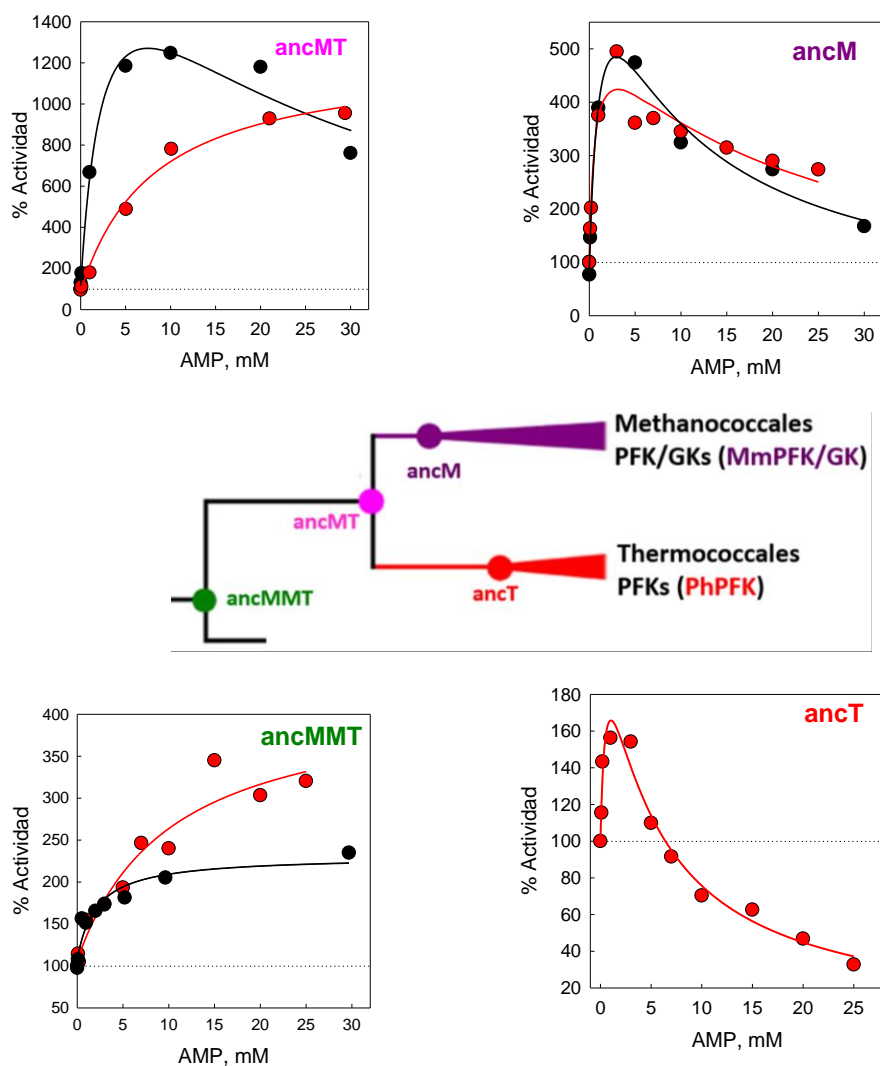 ancMT
% Actividad
1400
1200
1000
800
600
400
200
0
0 5 10 15 20 25 30
AMP, mM
ancM
% Actividad
500
400
300
200
100
0
0 5 10 15 20 25 30
AMP, mM
Methanococcales
PFK/GKs (MmPFK/GK)
ancM
ancMT
Thermococcales
PFKs (PhPFK)
ancMMT
ancT
ancMMT
% Actividad
400
350
300
250
200
150
100
50
0 5 10 15 20 25 30
AMP, mM
ancT
% Actividad
180
160
140
120
100
80
60
40
20
0 5 10 15 20 25
AMP, mM